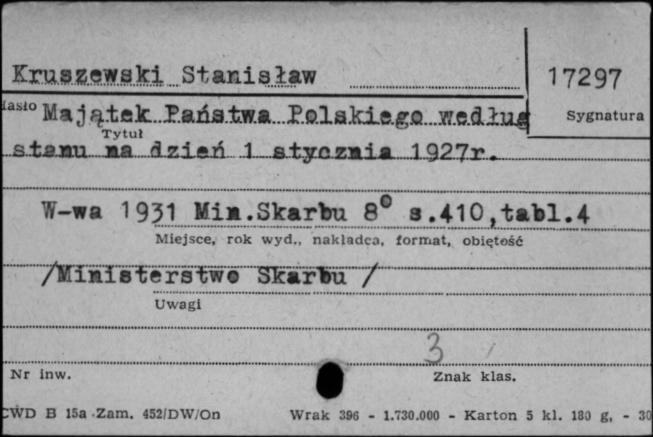 Kruszewski Stanisław
17297
Hasło
Majątek Państwa Polskiego według
Sygnatura
Tytuł
stanu na dzień 1 stycznia 1927r.
W-wa 1931 Min.Skarbu 8° s.410,tabl.4
Miejsce, rok wyd., nakładca, format, objętość
/Ministerstwo Skarbu /
Uwagi
3
Nr inw.
Znak klas.
CWD B 15a Zam. 452/DW/On Wrak 396 - 1.730.000 - Karton 5 kl. 180 g, - 30